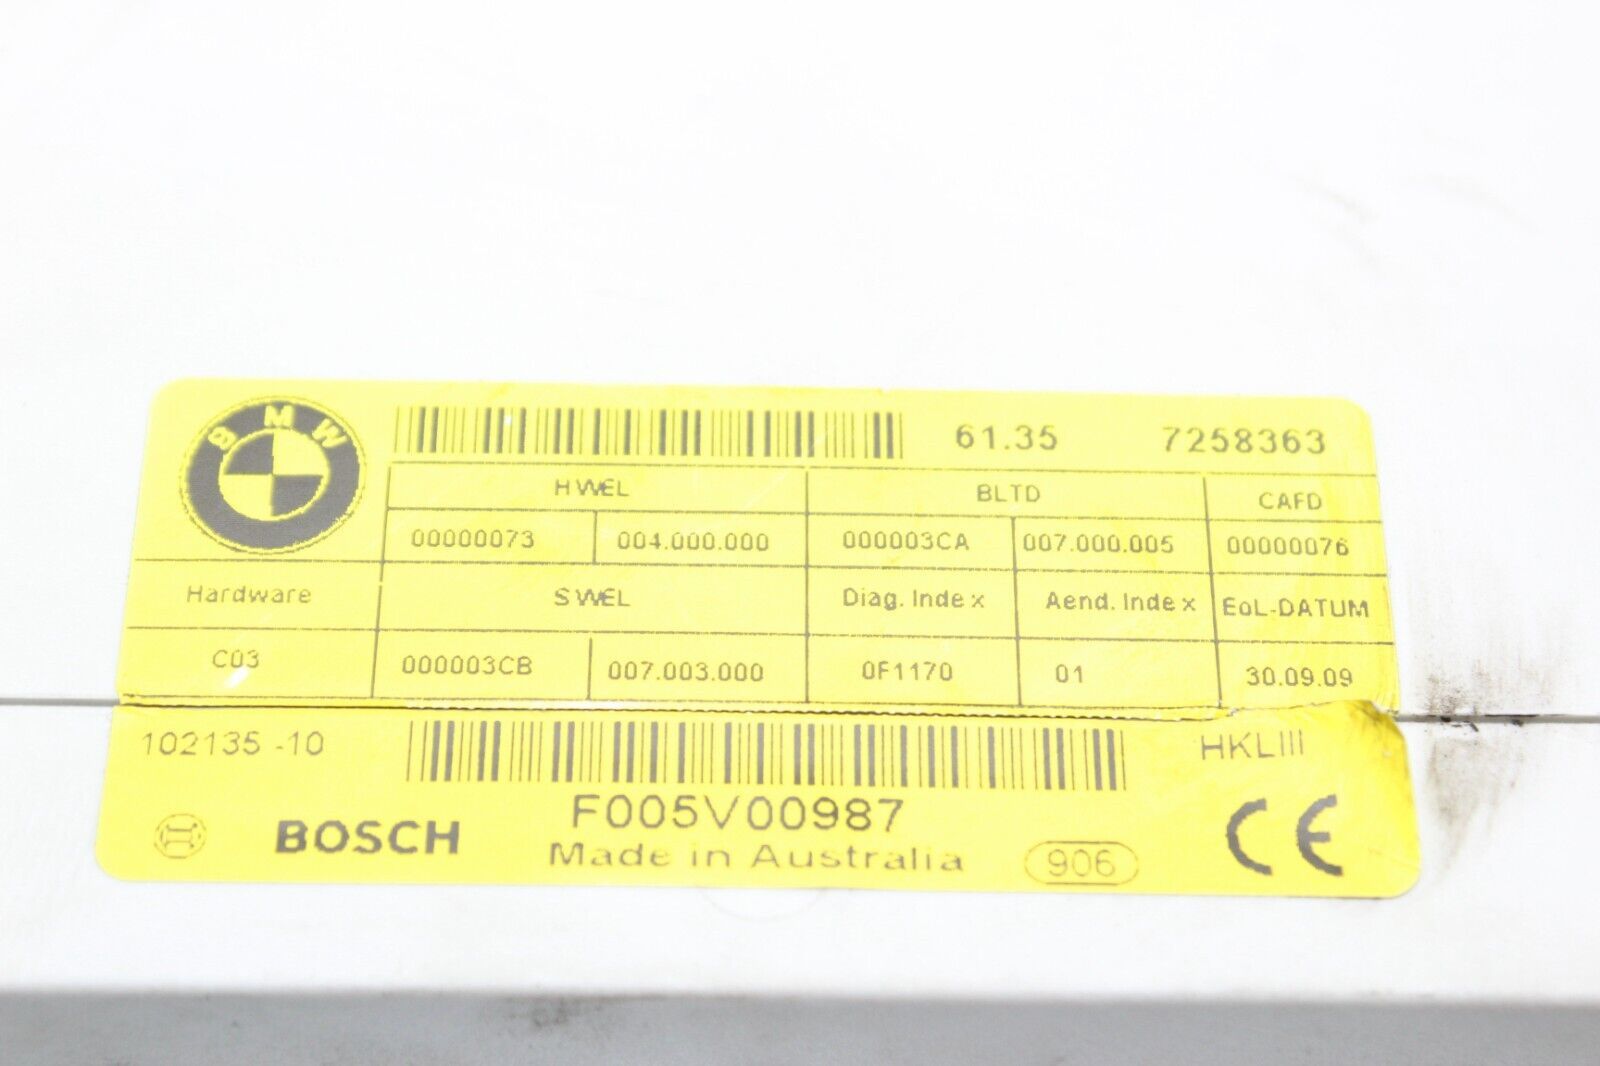 BMW
61.35 7258363
HWEL BLTD CAFD
00000073 004.000.000 000003CA 007.000.005 00000076
Hardware SWEL Diag. Index Aend. Index EoL-DATUM
C03 000003CB 007.003.000 0F1170 01 30.09.09
102135 -10 HKLIII
F005V00987
BOSCH Made in Australia 906 CE